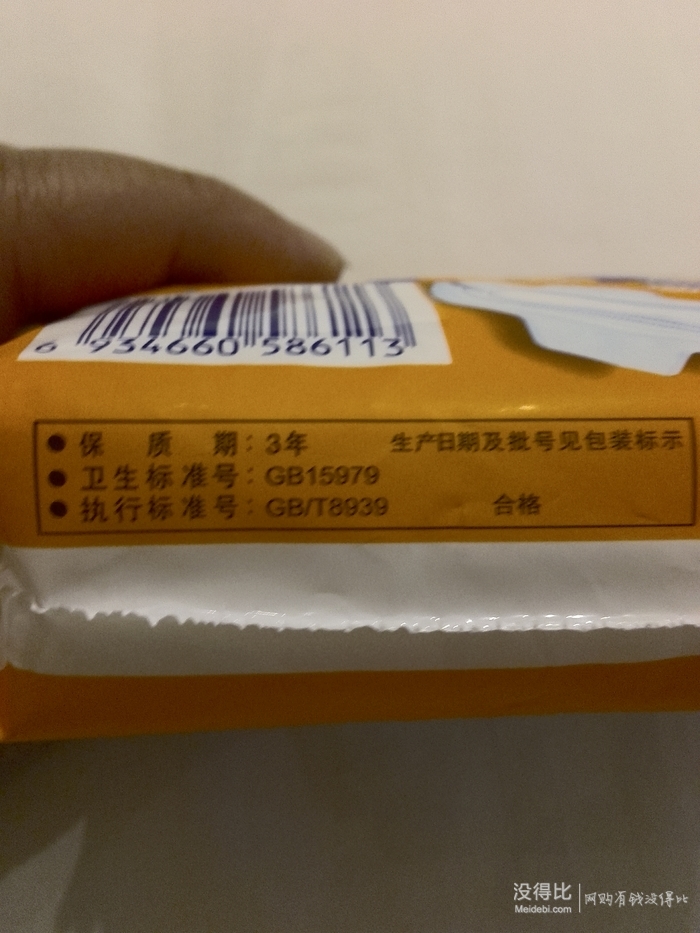 6 934660 586113
● 保 质 期：3年 生产日期及批号见包装标示
● 卫生标准号：GB15979
● 执行标准号：GB/T8939 合格
没得比 网购有钱没得比
Meidebi.com